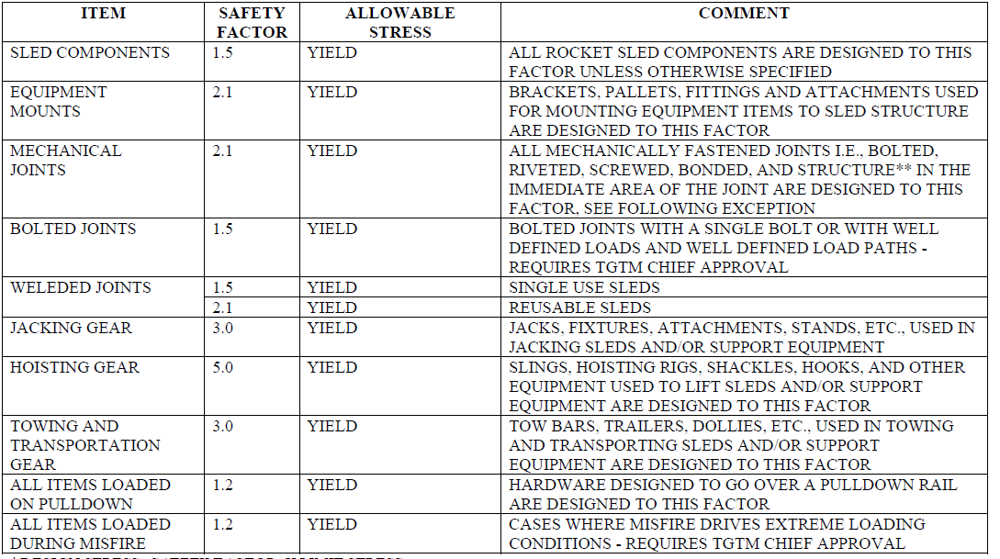 ITEM SAFETY FACTOR ALLOWABLE STRESS COMMENT
SLED COMPONENTS 1.5 YIELD ALL ROCKET SLED COMPONENTS ARE DESIGNED TO THIS
FACTOR UNLESS OTHERWISE SPECIFIED
EQUIPMENT
MOUNTS
2.1 YIELD BRACKETS, PALLETS, FITTINGS AND ATTACHMENTS USED
FOR MOUNTING EQUIPMENT ITEMS TO SLED STRUCTURE
ARE DESIGNED TO THIS FACTOR
MECHANICAL
JOINTS
2.1 YIELD ALL MECHANICALLY FASTENED JOINTS I.E., BOLTED,
RIVETED, SCREWED, BONDED, AND STRUCTURE** IN THE
IMMEDIATE AREA OF THE JOINT ARE DESIGNED TO THIS
FACTOR, SEE FOLLOWING EXCEPTION
BOLTED JOINTS 1.5 YIELD BOLTED JOINTS WITH A SINGLE BOLT OR WITH WELL
DEFINED LOADS AND WELL DEFINED LOAD PATHS -
REQUIRES TGTM CHIEF APPROVAL
WELEDED JOINTS 1.5 YIELD SINGLE USE SLEDS
2.1 YIELD REUSABLE SLEDS
JACKING GEAR 3.0 YIELD JACKS, FIXTURES, ATTACHMENTS, STANDS, ETC., USED IN
JACKING SLEDS AND/OR SUPPORT EQUIPMENT
HOISTING GEAR 5.0 YIELD SLINGS, HOISTING RIGS, SHACKLES, HOOKS, AND OTHER
EQUIPMENT USED TO LIFT SLEDS AND/OR SUPPORT
EQUIPMENT ARE DESIGNED TO THIS FACTOR
TOWING AND
TRANSPORTATION
GEAR
3.0 YIELD TOW BARS, TRAILERS, DOLLIES, ETC., USED IN TOWING
AND TRANSPORTING SLEDS AND/OR SUPPORT
EQUIPMENT ARE DESIGNED TO THIS FACTOR
ALL ITEMS LOADED
ON PULLDOWN
1.2 YIELD HARDWARE DESIGNED TO GO OVER A PULLDOWN RAIL
ARE DESIGNED TO THIS FACTOR
ALL ITEMS LOADED
DURING MISFIRE
1.2 YIELD CASES WHERE MISFIRE DRIVES EXTREME LOADING
CONDITIONS - REQUIRES TGTM CHIEF APPROVAL